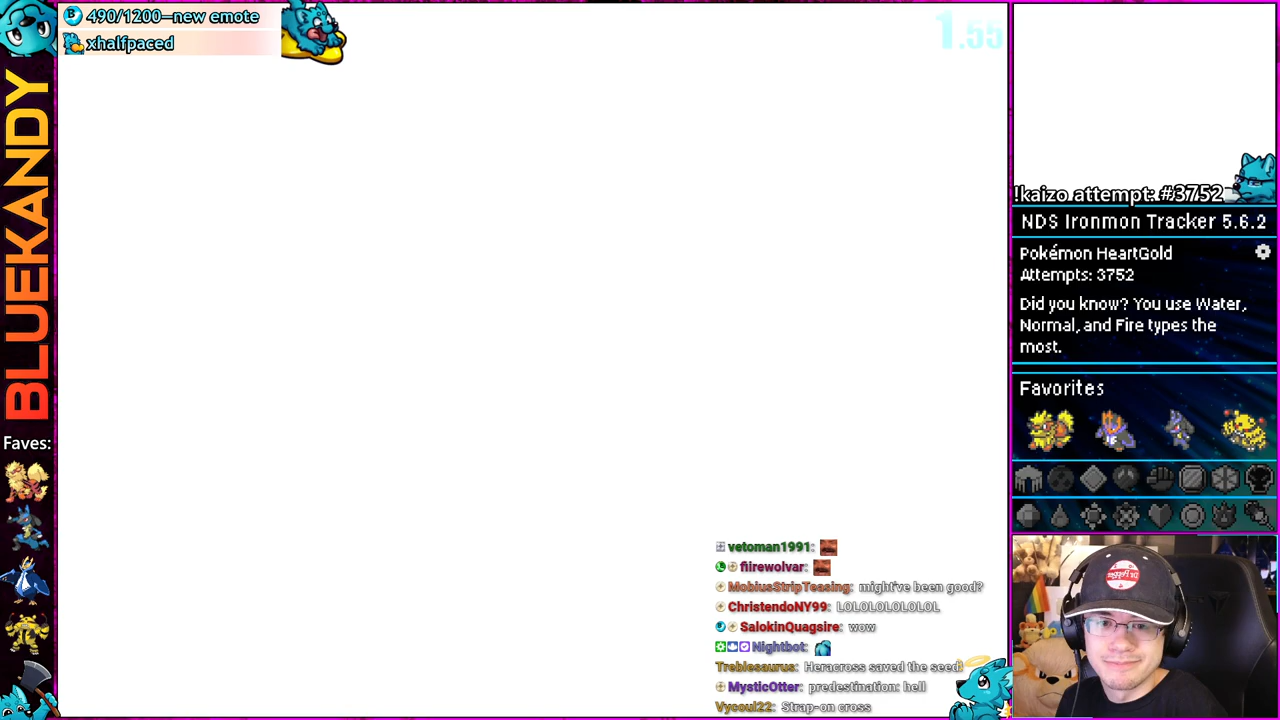 490/1200—new emote
xhalfpaced
1.55
BLUEKANDY
Faves:
!kaizo attempt: #3752
NDS Ironmon Tracker 5.6.2
Pokémon HeartGold
Attempts: 3752
Did you know? You use Water,
Normal, and Fire types the
most.
Favorites
vetoman1991:
fiirewolvar:
MobiusStripTeasing: might've been good?
ChristendoNY99: LOLOLOLOLOLOL
SalokinQuagsire: wow
Nightbot:
Treblesaurus: Heracross saved the seed!
MysticOtter: predestination: hell
Vycoul22: Strap-on cross
Dr Pepper